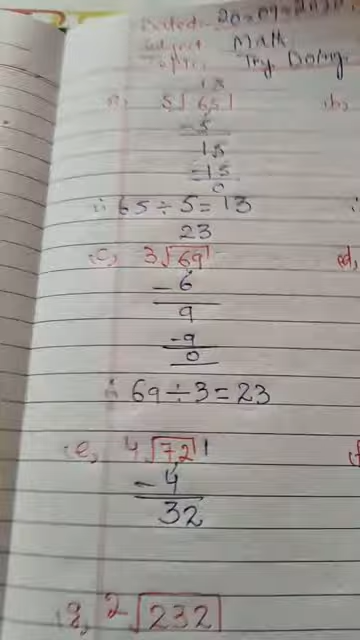 Math
Try Doing
a, 13
5√65
-5
15
-15
0
∴ 65 ÷ 5 = 13
23
c, 3√69
-6
9
-9
0
∴ 69 ÷ 3 = 23
e, 4√72 1
-4
32
g, 2√232